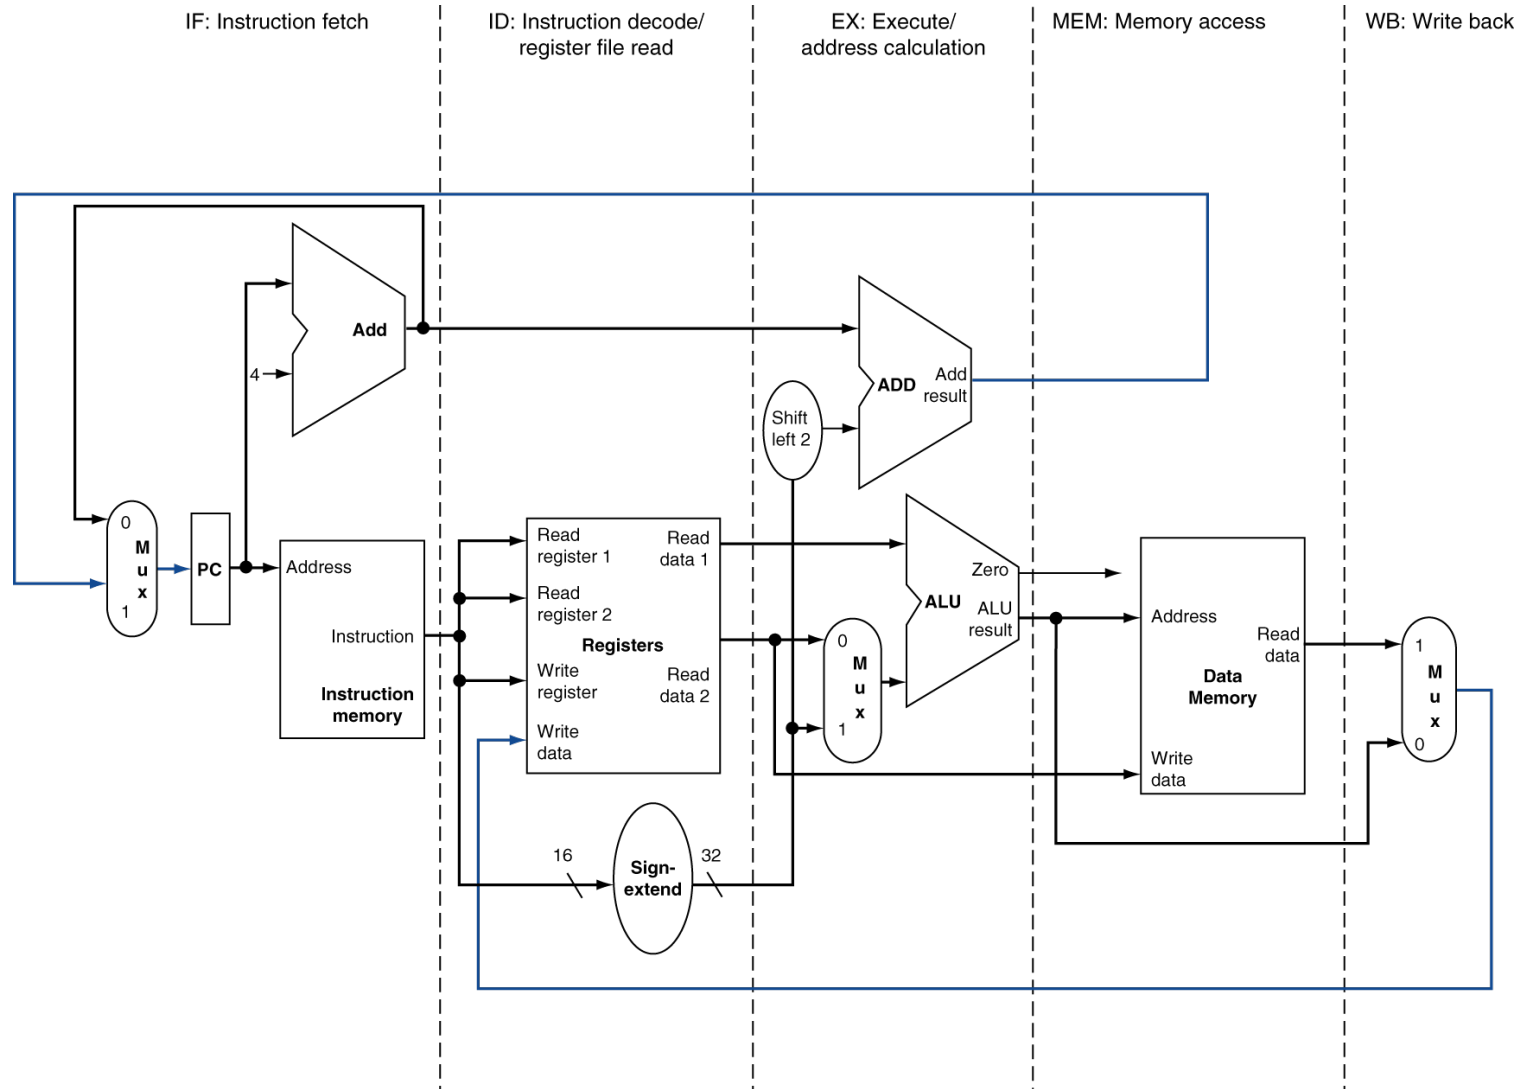 IF: Instruction fetch
ID: Instruction decode/
register file read
EX: Execute/
address calculation
MEM: Memory access
WB: Write back
Add
4
ADD
Add
result
Shift
left 2
0
M
u
x
1
PC
Address
Instruction
Instruction
memory
Read
register 1
Read
register 2
Registers
Write
register
Write
data
Read
data 1
Read
data 2
16
Sign-
extend
32
0
M
u
x
1
Zero
ALU
ALU
result
Address
Read
data
Data
Memory
Write
data
1
M
u
x
0